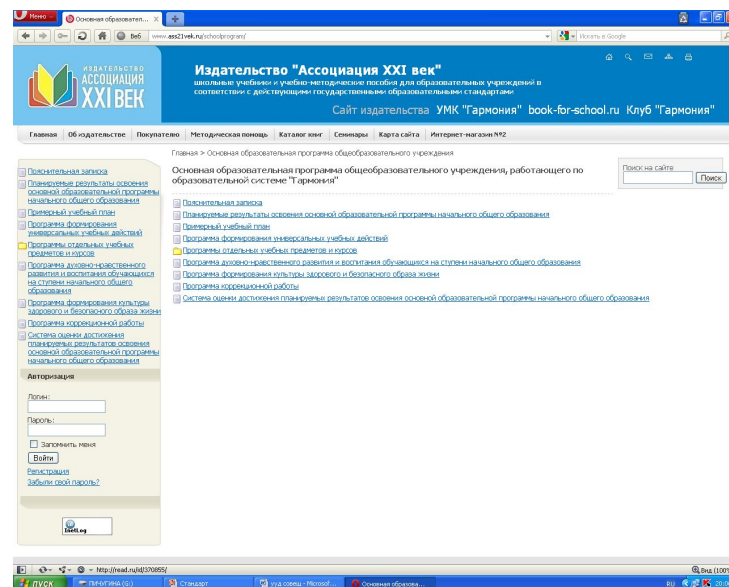 Меню
Основная образовател...
Веб
www.ass21vek.ru/schoolprogram/
Искать в Google
ИЗДАТЕЛЬСТВО
АССОЦИАЦИЯ
XXI ВЕК
Издательство "Ассоциация XXI век"
школьные учебники и учебно-методические пособия для образовательных учреждений в
соответствии с действующими государственными образовательными стандартами
Сайт издательства УМК "Гармония" book-for-school.ru Клуб "Гармония"
Главная Об издательстве Покупателю Методическая помощь Каталог книг Семинары Карта сайта Интернет-магазин №2
Главная > Основная образовательная программа общеобразовательного учреждения
Основная образовательная программа общеобразовательного учреждения, работающего по
образовательной системе "Гармония"
Поиск на сайте
Поиск
Пояснительная записка
Планируемые результаты освоения основной образовательной программы начального общего образования
Примерный учебный план
Программа формирования универсальных учебных действий
Программы отдельных учебных предметов и курсов
Программа духовно-нравственного развития и воспитания обучающихся на ступени начального общего образования
Программа формирования культуры здорового и безопасного образа жизни
Программа коррекционной работы
Система оценки достижения планируемых результатов освоения основной образовательной программы начального общего образования
Пояснительная записка
Планируемые результаты освоения
основной образовательной программы
начального общего образования
Примерный учебный план
Программа формирования
универсальных учебных действий
Программы отдельных учебных
предметов и курсов
Программа духовно-нравственного
развития и воспитания обучающихся
на ступени начального общего
образования
Программа формирования культуры
здорового и безопасного образа жизни
Программа коррекционной работы
Система оценки достижения
планируемых результатов освоения
основной образовательной программы
начального общего образования
Авторизация
Логин:
Пароль:
Запомнить меня
Войти
Регистрация
Забыли свой пароль?
InetLog
http://read.ru/id/370855/
Вид (100%
пуск
ПИЧУГИНА (G:)
Стандарт
ууд совещ - Microsof...
Основная образова...
RU
20:0